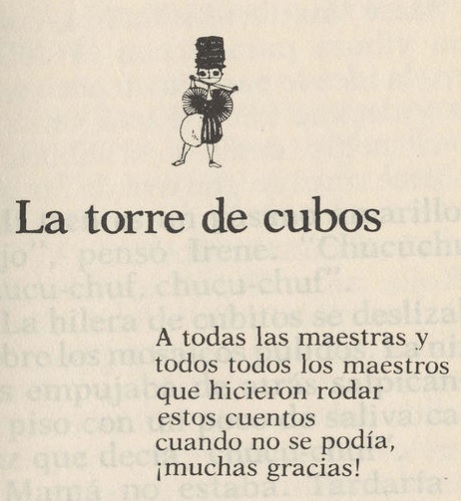 La torre de cubos
A todas las maestras y
todos todos los maestros
que hicieron rodar
estos cuentos
cuando no se podía,
¡muchas gracias!